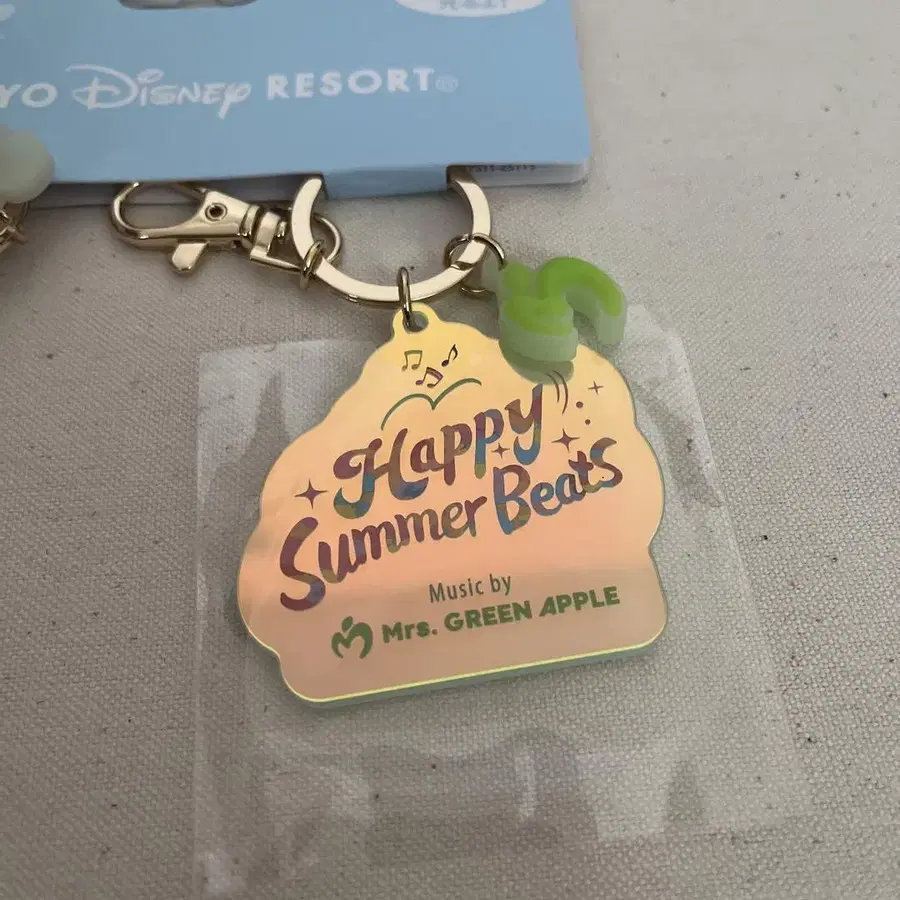 YO Disney RESORT®
Happy
Summer Beats
Music by
Mrs. GREEN APPLE